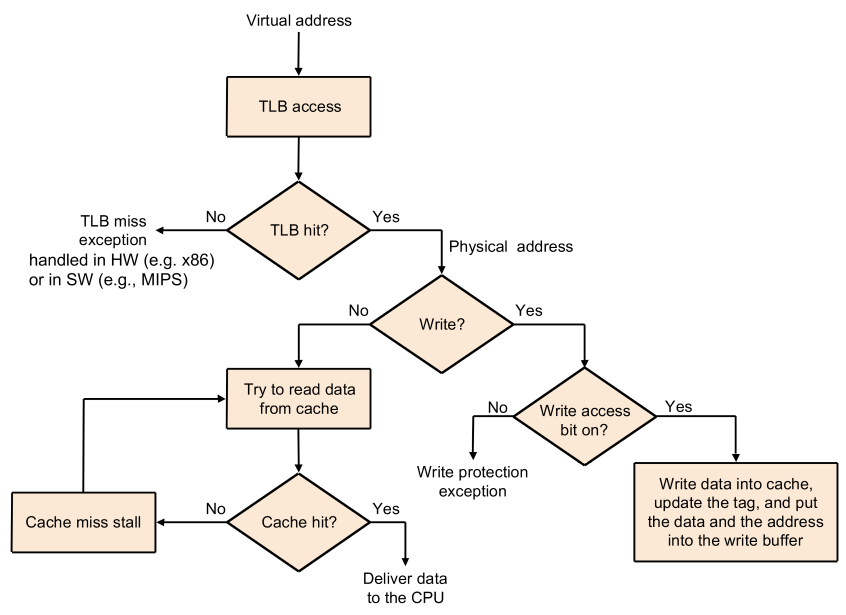 Virtual address
TLB access
TLB hit?
No
Yes
TLB miss
exception
handled in HW (e.g. x86)
or in SW (e.g., MIPS)
Physical address
Write?
No
Yes
Try to read data
from cache
Write access
bit on?
No
Yes
Write protection
exception
Write data into cache,
update the tag, and put
the data and the address
into the write buffer
Cache hit?
No
Yes
Cache miss stall
Deliver data
to the CPU